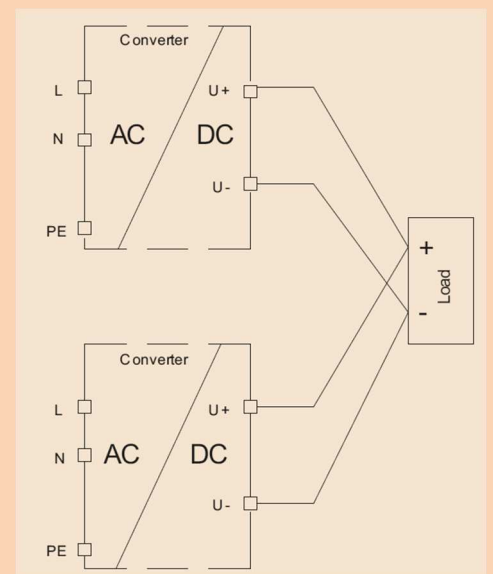 Converter
L
U+
N
AC
DC
U-
PE
+
Load
-
Converter
L
U+
N
AC
DC
U-
PE